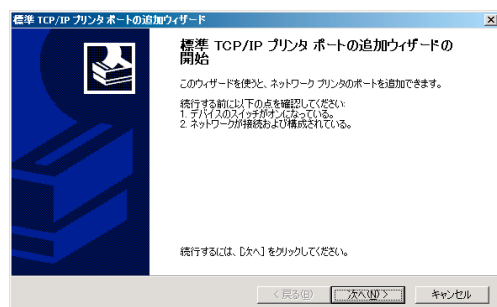 標準 TCP/IP プリンタ ポートの追加ウィザード
標準 TCP/IP プリンタ ポートの追加ウィザードの
開始
このウィザードを使うと、ネットワーク プリンタのポートを追加できます。
続行する前に以下の点を確認してください:
1. デバイスのスイッチがオンになっている。
2. ネットワークが接続および構成されている。
続行するには、[次へ] をクリックしてください。
< 戻る(B)
次へ(N) >
キャンセル